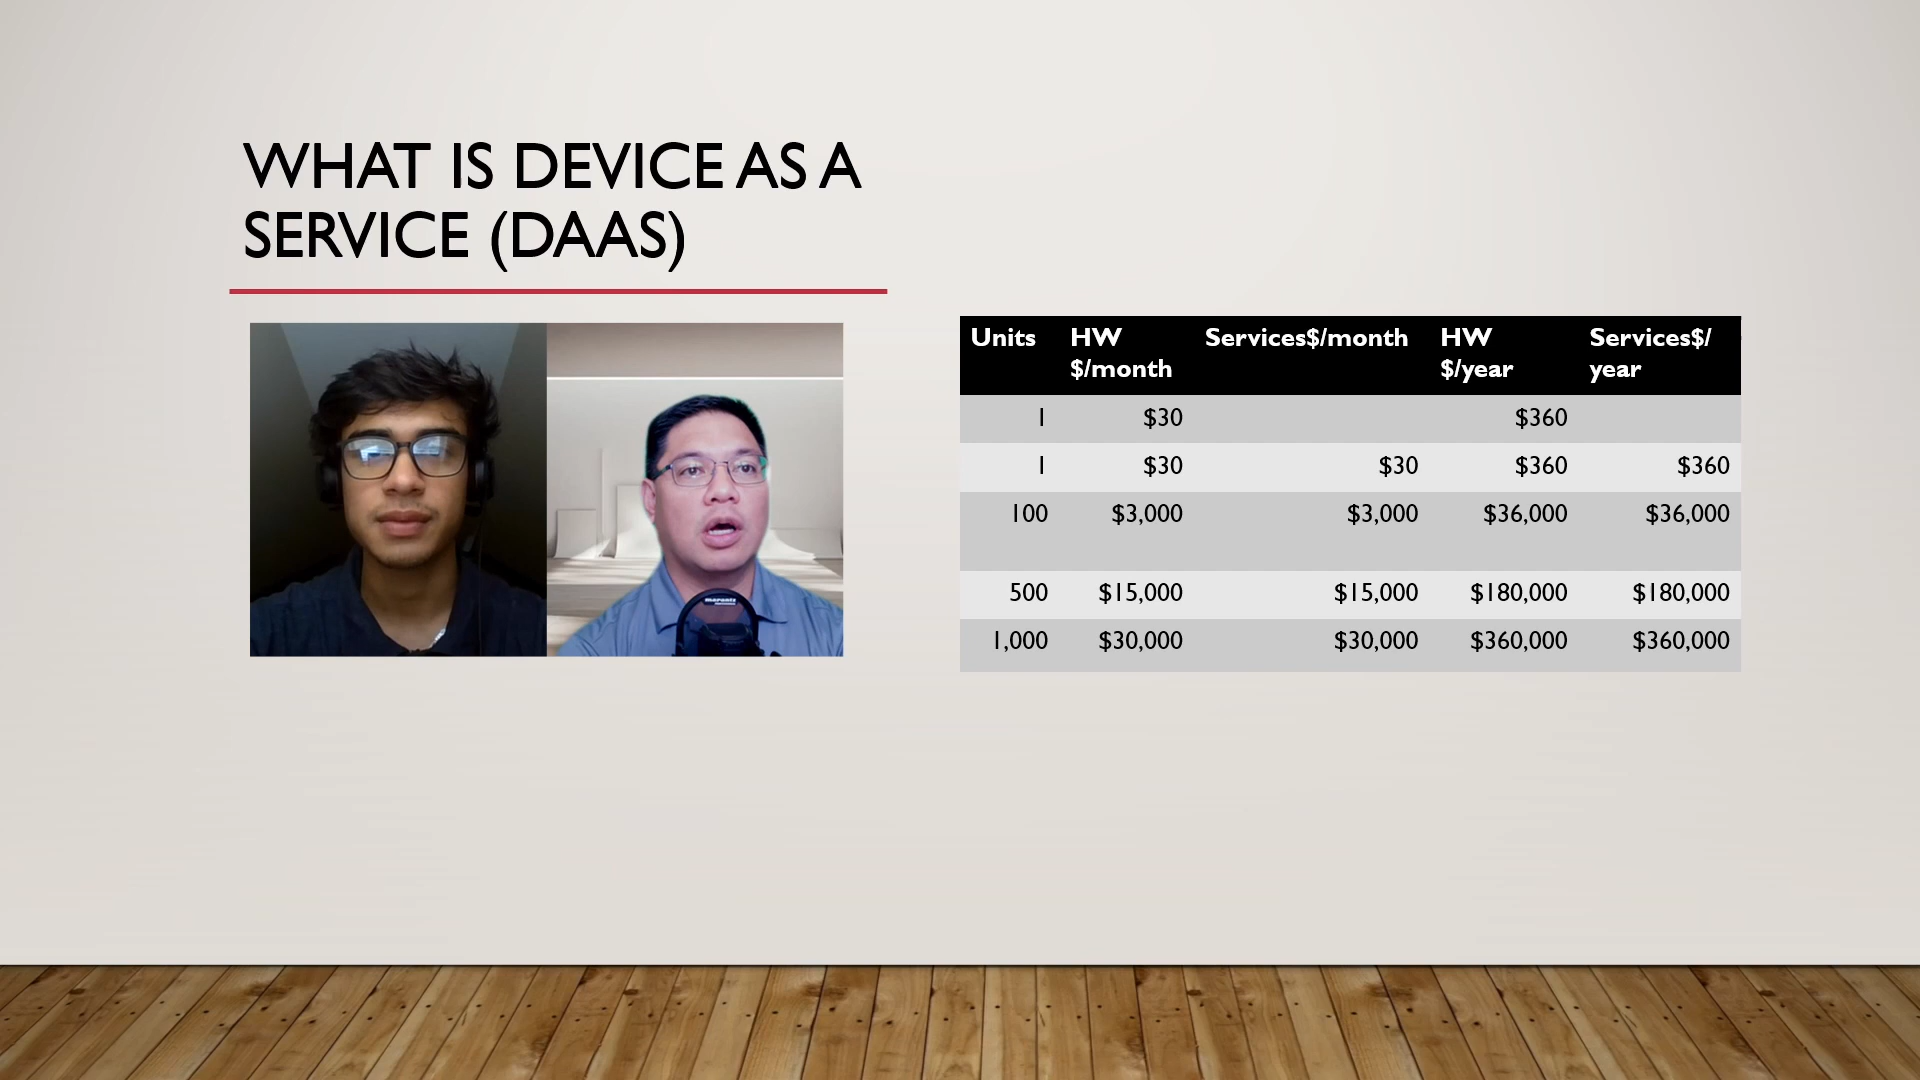 WHAT IS DEVICE AS A
SERVICE (DAAS)
Units HW $/month Services$/month HW $/year Services$/ year
1 $30 $360
1 $30 $30 $360 $360
100 $3,000 $3,000 $36,000 $36,000
500 $15,000 $15,000 $180,000 $180,000
1,000 $30,000 $30,000 $360,000 $360,000
marantz